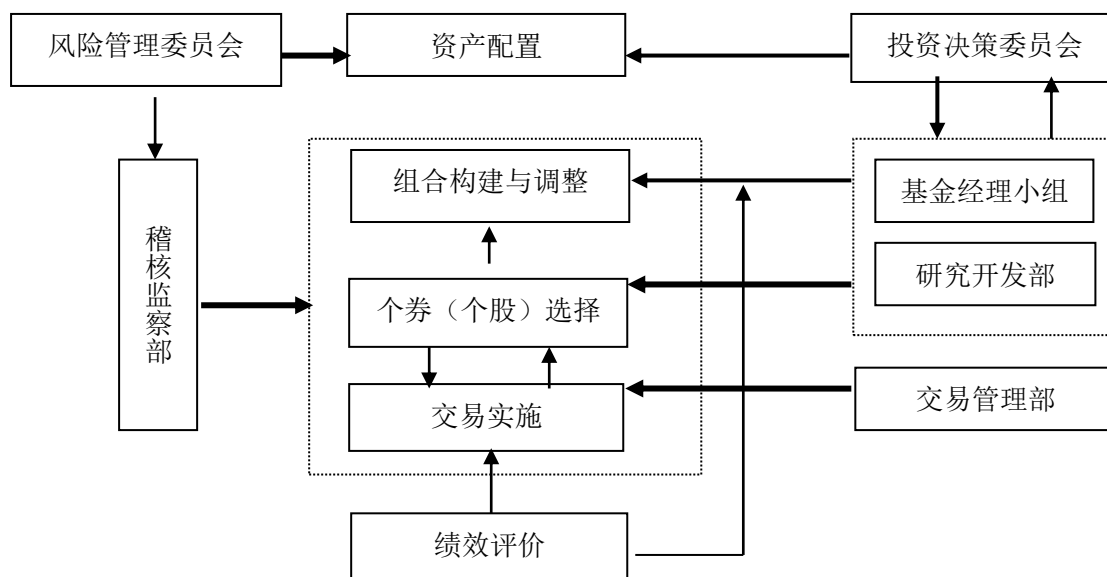 风险管理委员会
资产配置
投资决策委员会
组合构建与调整
基金经理小组
稽核监察部
研究开发部
个券（个股）选择
交易管理部
交易实施
绩效评价